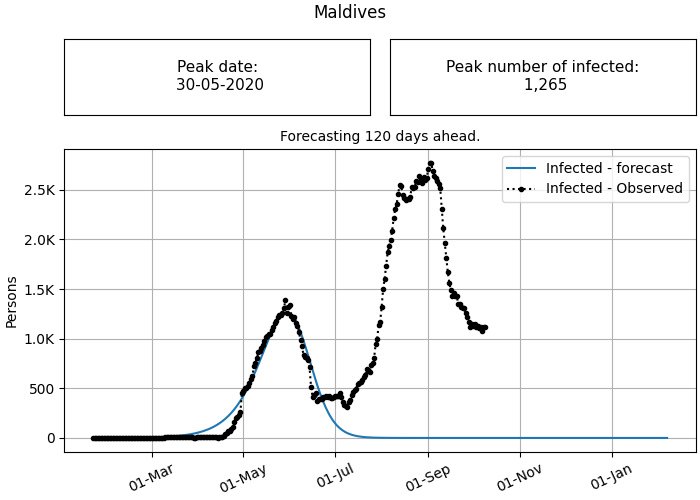 Maldives
Peak date:
30-05-2020
Peak number of infected:
1,265
Forecasting 120 days ahead.
Infected - forecast
Infected - Observed
Persons
2.5K
2.0K
1.5K
1.0K
500
0
01-Mar
01-May
01-Jul
01-Sep
01-Nov
01-Jan